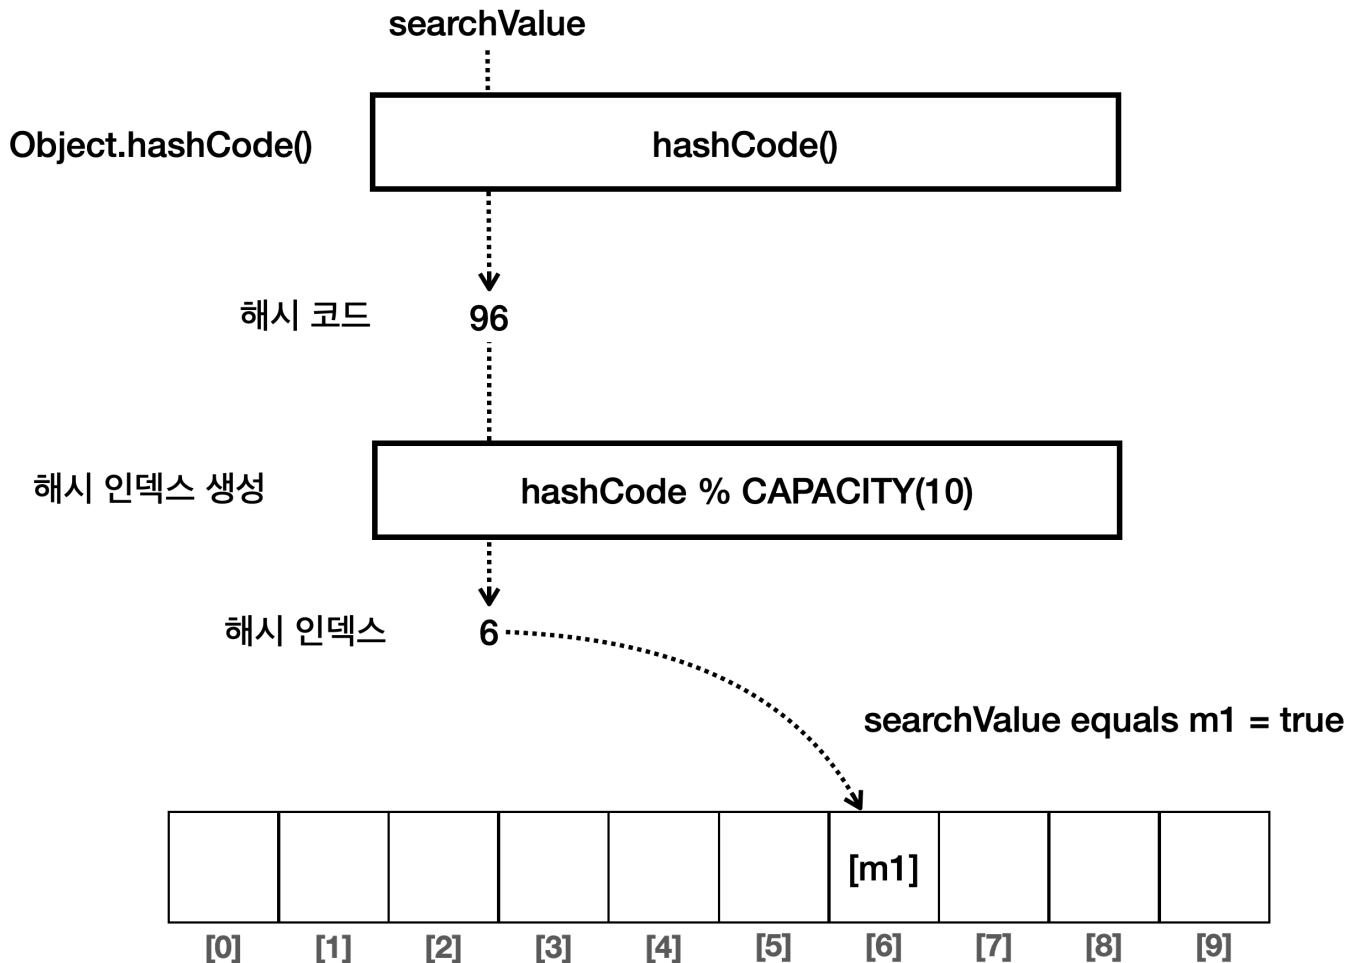 searchValue
Object.hashCode()
hashCode()
해시 코드
96
해시 인덱스 생성
hashCode % CAPACITY(10)
해시 인덱스
6
searchValue equals m1 = true
[m1]
[0] [1] [2] [3] [4] [5] [6] [7] [8] [9]